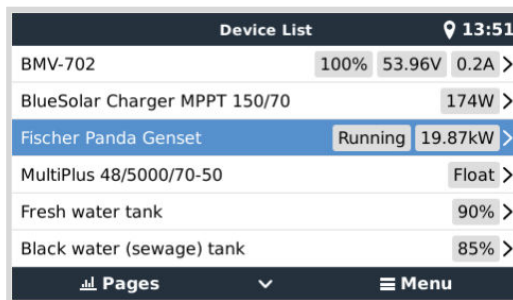 Device List 13:51
BMV-702 100% 53.96V 0.2A
BlueSolar Charger MPPT 150/70 174W
Fischer Panda Genset Running 19.87kW
MultiPlus 48/5000/70-50 Float
Fresh water tank 90%
Black water (sewage) tank 85%
Pages Menu